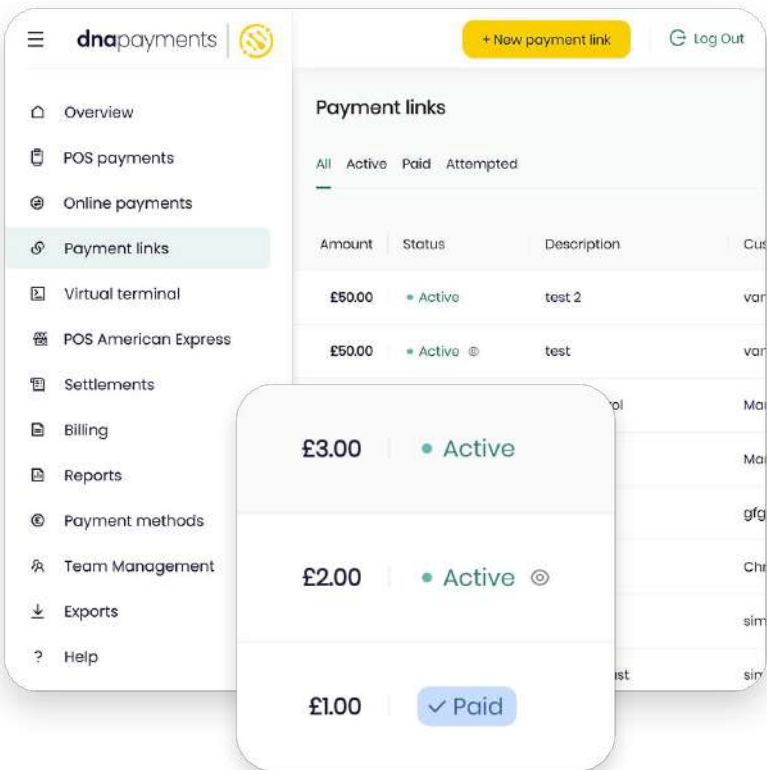 dnapayments
+ New payment link
Log Out
Overview
POS payments
Online payments
Payment links
Virtual terminal
POS American Express
Settlements
Billing
Reports
Payment methods
Team Management
Exports
? Help
Payment links
All Active Paid Attempted
Amount Status Description
£50.00 Active test 2
£50.00 Active test
£3.00 Active
£2.00 Active
£1.00 Paid